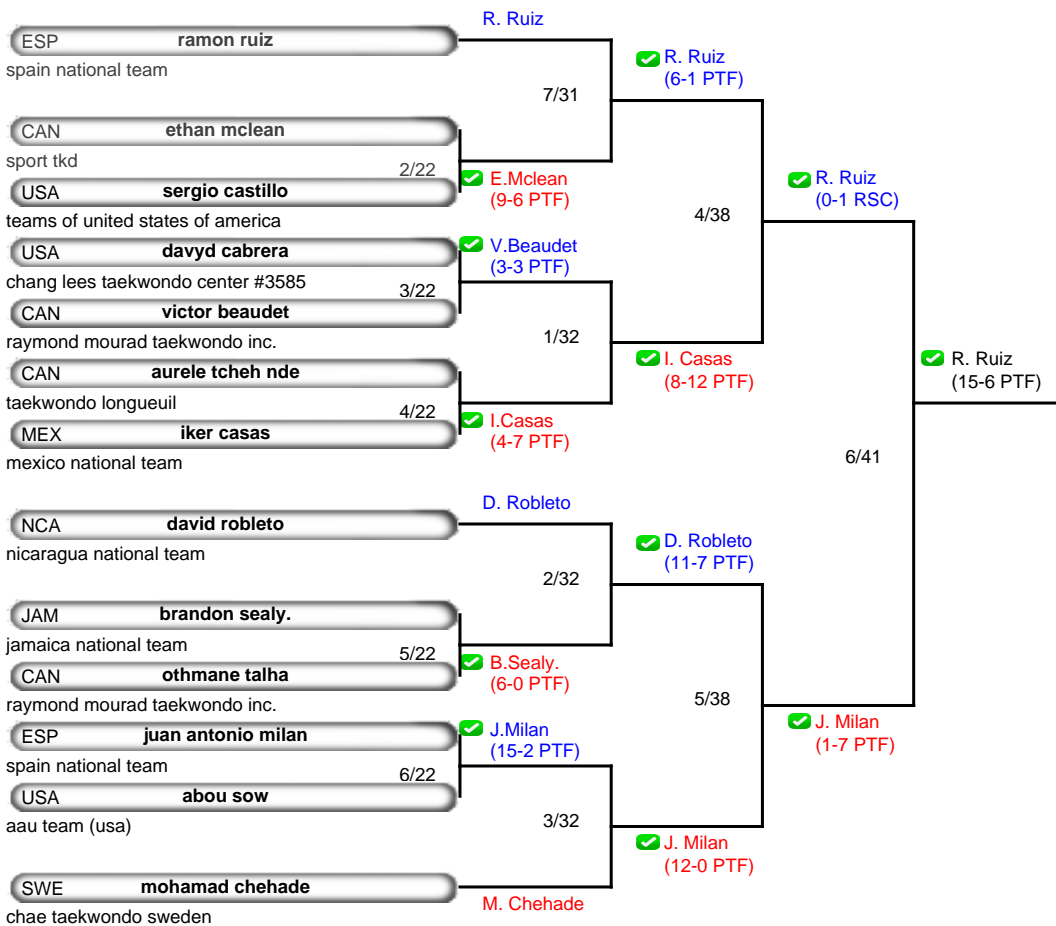 R. Ruiz
ESP ramon ruiz
spain national team
R. Ruiz
(6-1 PTF)
7/31
CAN ethan mclean
sport tkd
2/22
E.Mclean
(9-6 PTF)
USA sergio castillo
teams of united states of america
R. Ruiz
(0-1 RSC)
4/38
USA davyd cabrera
V.Beaudet
(3-3 PTF)
chang lees taekwondo center #3585
3/22
CAN victor beaudet
raymond mourad taekwondo inc.
1/32
I. Casas
(8-12 PTF)
R. Ruiz
(15-6 PTF)
CAN aurele tcheh nde
taekwondo longueuil
4/22
I.Casas
(4-7 PTF)
MEX iker casas
mexico national team
6/41
D. Robleto
NCA david robleto
nicaragua national team
D. Robleto
(11-7 PTF)
2/32
JAM brandon sealy.
jamaica national team
5/22
B.Sealy.
(6-0 PTF)
CAN othmane talha
raymond mourad taekwondo inc.
5/38
J. Milan
(1-7 PTF)
ESP juan antonio milan
J.Milan
(15-2 PTF)
spain national team
6/22
USA abou sow
aau team (usa)
3/32
J. Milan
(12-0 PTF)
SWE mohamad chehade
M. Chehade
chae taekwondo sweden